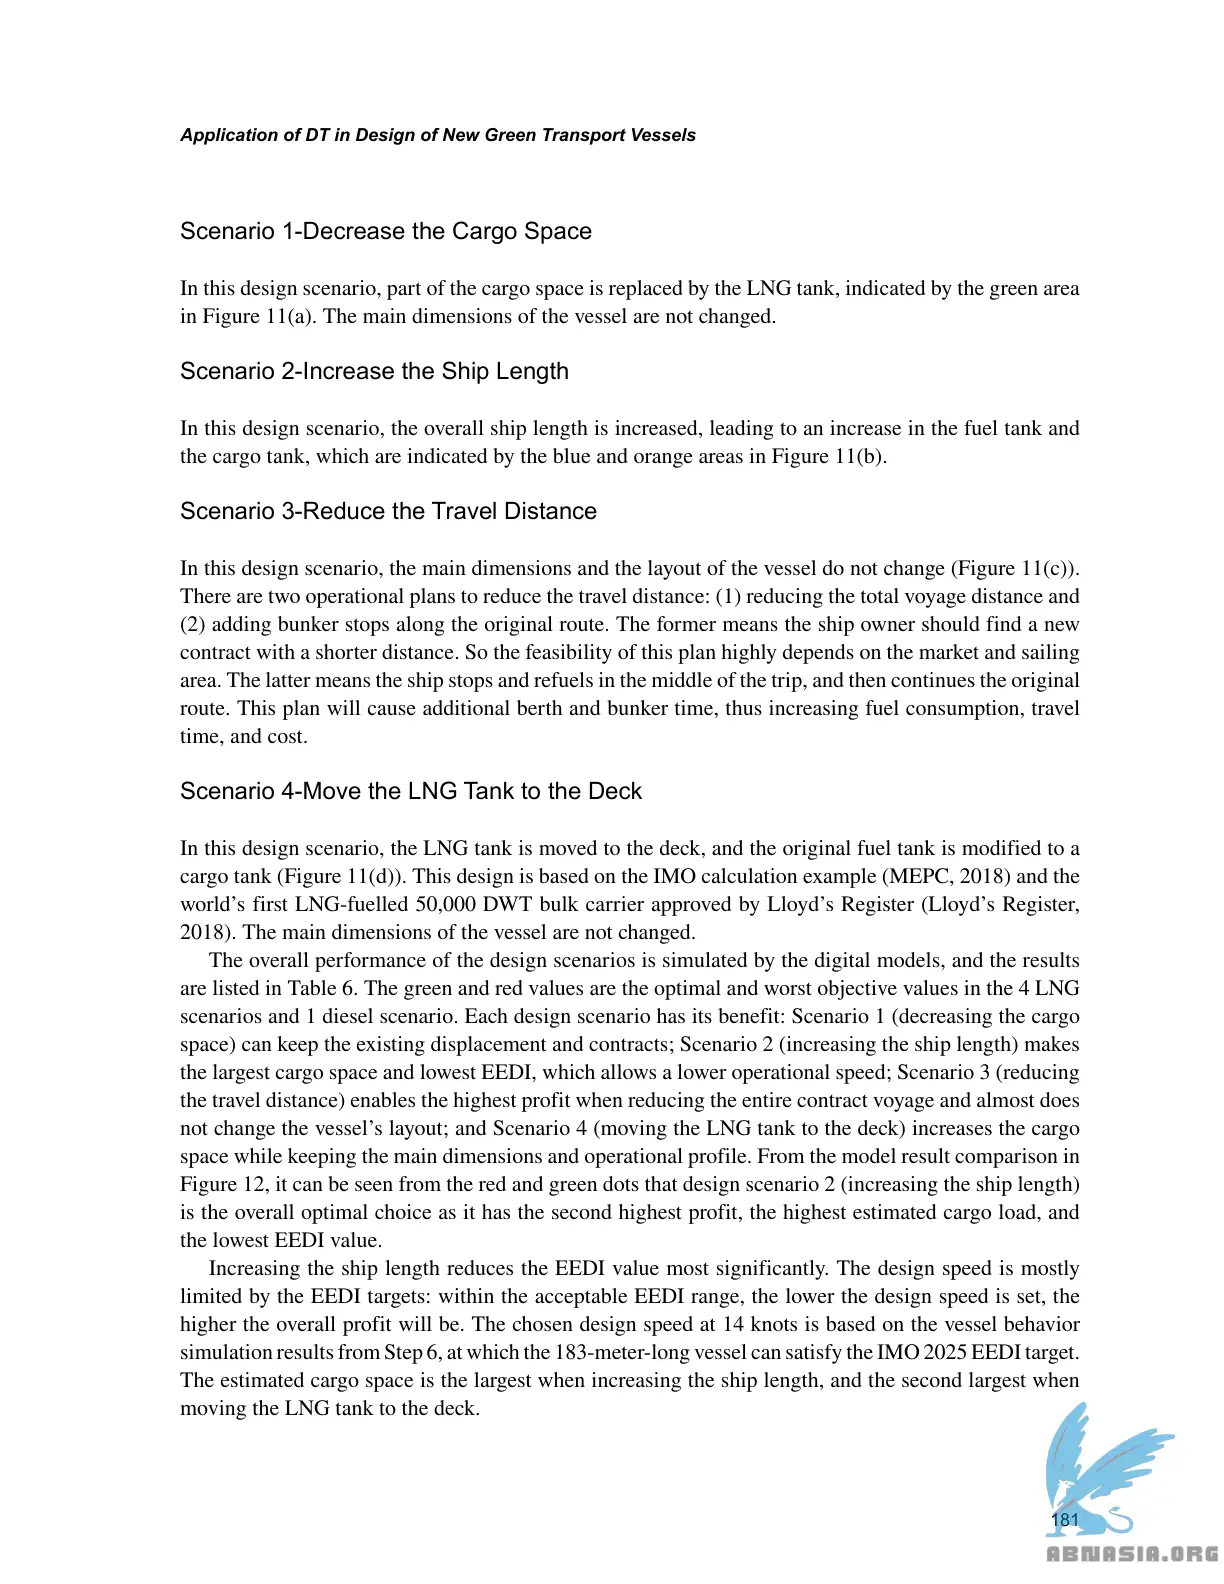 Application of DT in Design of New Green Transport Vessels
Scenario 1-Decrease the Cargo Space
In this design scenario, part of the cargo space is replaced by the LNG tank, indicated by the green area
in Figure 11(a). The main dimensions of the vessel are not changed.
Scenario 2-Increase the Ship Length
In this design scenario, the overall ship length is increased, leading to an increase in the fuel tank and
the cargo tank, which are indicated by the blue and orange areas in Figure 11(b).
Scenario 3-Reduce the Travel Distance
In this design scenario, the main dimensions and the layout of the vessel do not change (Figure 11(c)).
There are two operational plans to reduce the travel distance: (1) reducing the total voyage distance and
(2) adding bunker stops along the original route. The former means the ship owner should find a new
contract with a shorter distance. So the feasibility of this plan highly depends on the market and sailing
area. The latter means the ship stops and refuels in the middle of the trip, and then continues the original
route. This plan will cause additional berth and bunker time, thus increasing fuel consumption, travel
time, and cost.
Scenario 4-Move the LNG Tank to the Deck
In this design scenario, the LNG tank is moved to the deck, and the original fuel tank is modified to a
cargo tank (Figure 11(d)). This design is based on the IMO calculation example (MEPC, 2018) and the
world's first LNG-fuelled 50,000 DWT bulk carrier approved by Lloyd's Register (Lloyd's Register,
2018). The main dimensions of the vessel are not changed.
The overall performance of the design scenarios is simulated by the digital models, and the results
are listed in Table 6. The green and red values are the optimal and worst objective values in the 4 LNG
scenarios and 1 diesel scenario. Each design scenario has its benefit: Scenario 1 (decreasing the cargo
space) can keep the existing displacement and contracts; Scenario 2 (increasing the ship length) makes
the largest cargo space and lowest EEDI, which allows a lower operational speed; Scenario 3 (reducing
the travel distance) enables the highest profit when reducing the entire contract voyage and almost does
not change the vessel's layout; and Scenario 4 (moving the LNG tank to the deck) increases the cargo
space while keeping the main dimensions and operational profile. From the model result comparison in
Figure 12, it can be seen from the red and green dots that design scenario 2 (increasing the ship length)
is the overall optimal choice as it has the second highest profit, the highest estimated cargo load, and
the lowest EEDI value.
Increasing the ship length reduces the EEDI value most significantly. The design speed is mostly
limited by the EEDI targets: within the acceptable EEDI range, the lower the design speed is set, the
higher the overall profit will be. The chosen design speed at 14 knots is based on the vessel behavior
simulation results from Step 6, at which the 183-meter-long vessel can satisfy the IMO 2025 EEDI target.
The estimated cargo space is the largest when increasing the ship length, and the second largest when
moving the LNG tank to the deck.
181
ABNASIA.ORG